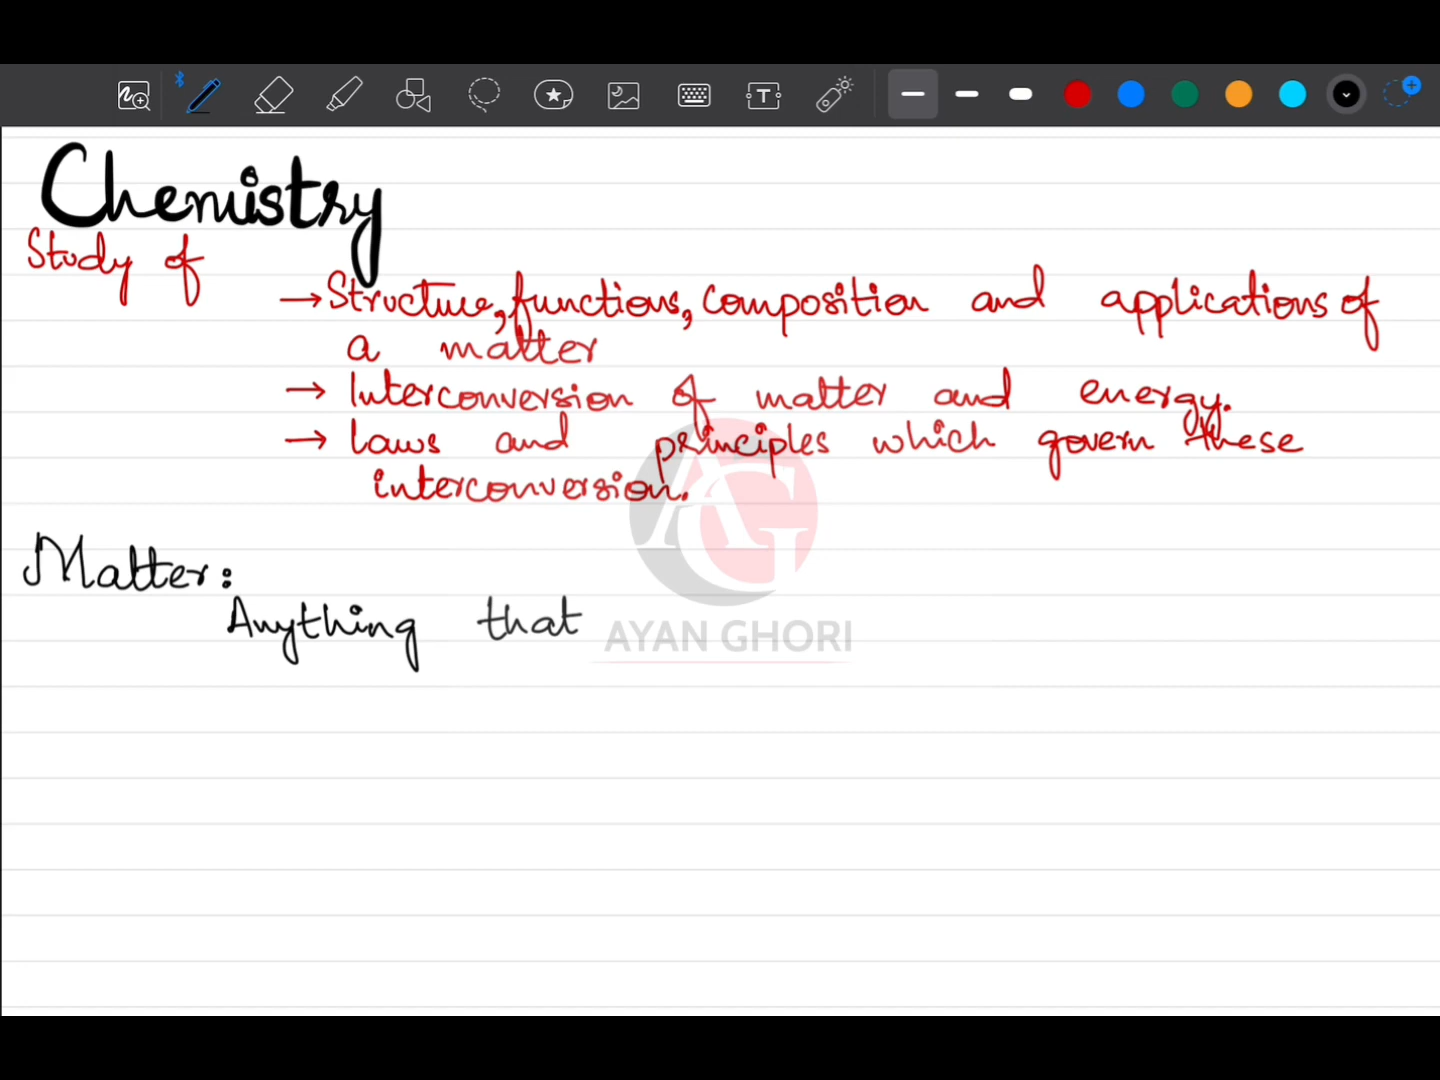 Chemistry
Study of
→ Structure, functions, composition and applications of
a matter
→ Interconversion of matter and energy.
→ laws and principles which govern these
interconversion.
Matter:
Anything that
AG
AYAN GHORI